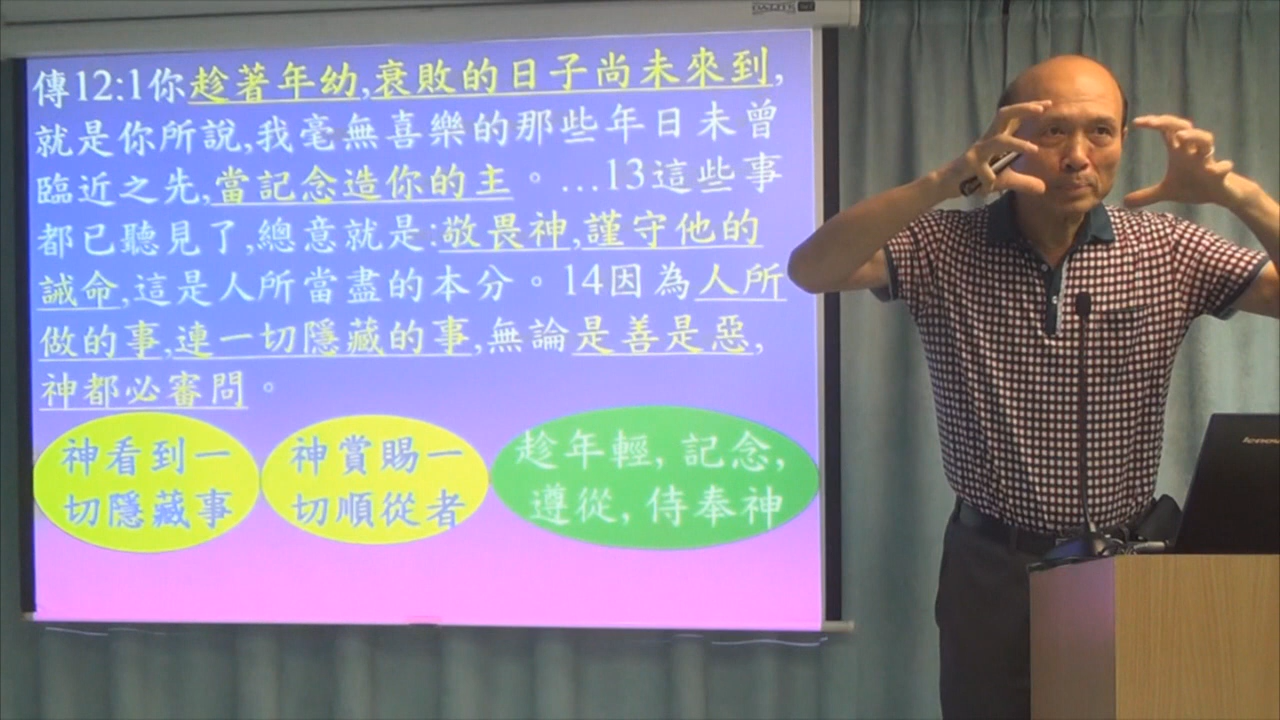 傳12:1你趁著年幼,衰敗的日子尚未來到,
就是你所說,我毫無喜樂的那些年日未曾
臨近之先,當記念造你的主。…13這些事
都已聽見了,總意就是:敬畏神,謹守他的
誡命,這是人所當盡的本分。14因為人所
做的事,連一切隱藏的事,無論是善是惡,
神都必審問。
神看到一
切隱藏事
神賞賜一
切順從者
趁年輕, 記念,
遵從, 侍奉神
lenovo